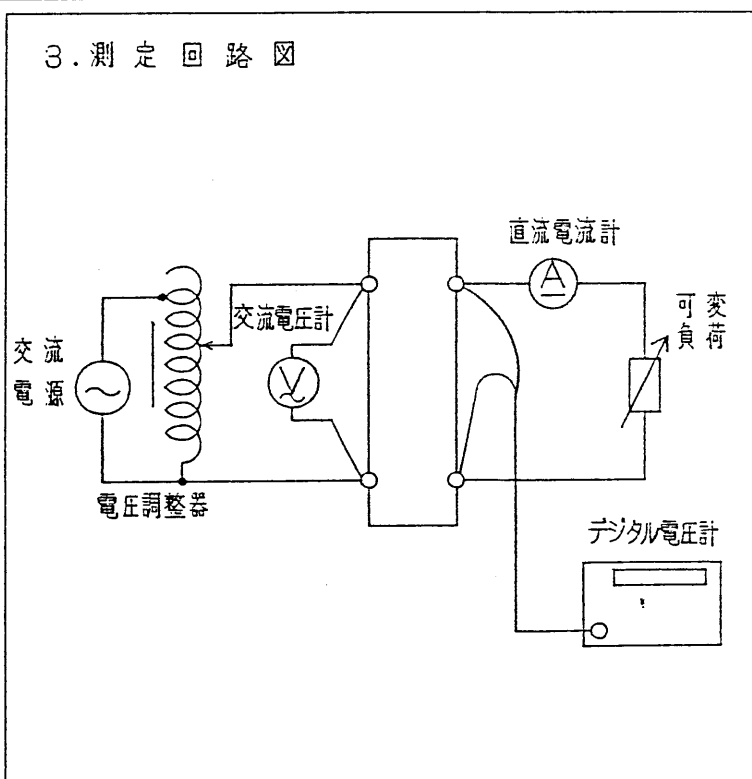 3.測定回路図
直流電流計
A
可変
負荷
交流電圧計
V
交流
電源
電圧調整器
デジタル電圧計